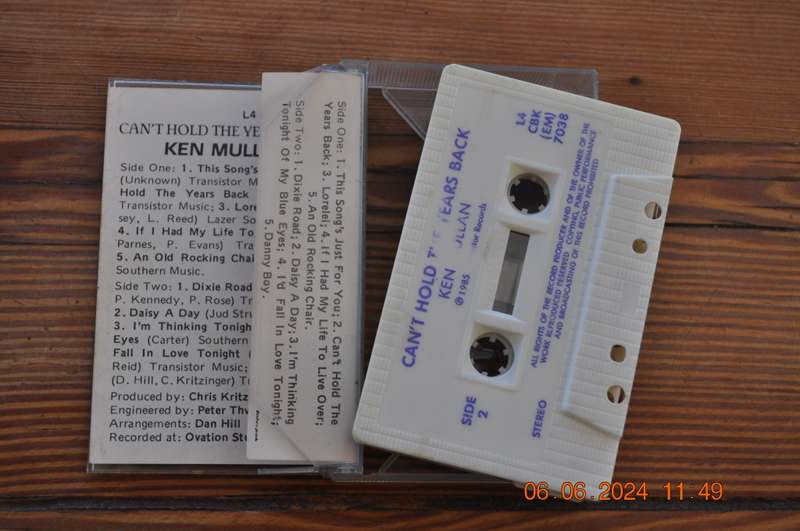 L4
CAN'T HOLD THE YE
KEN MULL
Side One: 1. This Song's
(Unknown) Transistor M
Hold The Years Back
Transistor Music; 3. Lore
sey, L. Reed) Lazer So
4. If I Had My Life To
Parnes, P. Evans) Tra
5. An Old Rocking Chai
Southern Music.
Side Two: 1. Dixie Road
P. Kennedy, P. Rose) Tr
2. Daisy A Day (Jud Stru
3. I'm Thinking Tonigh
Eyes (Carter) Southern
Fall In Love Tonight (
Reid) Transistor Music;
(D. Hill, C. Kritzinger) Tr
Produced by: Chris Kritz
Engineered by: Peter Thw
Arrangements: Dan Hill
Recorded at: Ovation Stu
Side One: 1. This Song's Just For You; 2. Can't Hold The
Years Back; 3. Lorelei; 4. If I Had My Life To Live Over;
5. An Old Rocking Chair.
Side Two: 1. Dixie Road; 2. Daisy A Day; 3. I'm Thinking
Tonight Of My Blue Eyes; 4. I'd Fall In Love Tonight;
5. Danny Boy.
CAN'T HOLD T YEARS BACK
KEN ULLAN
©1985 stor Records
L4
CBK
(EM)
7038
SIDE
2
STEREO
ALL RIGHTS OF THE RECORD PRODUCER AND OF THE OWNER OF THE
WORK REPRODUCED RESERVED COPYING, PUBLIC PERFORMANCE
AND BROADCASTING OF THIS RECORD PROHIBITED
06.06.2024 11:49